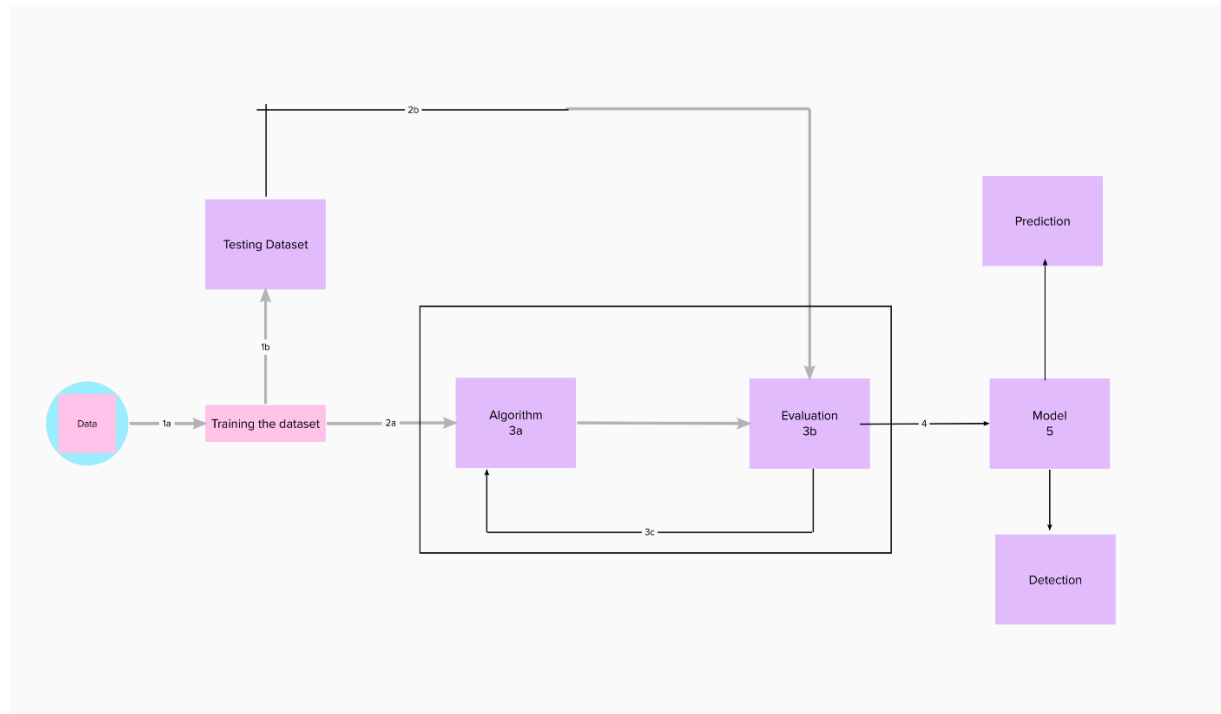 2b
Testing Dataset
Prediction
1b
Data
1a
Training the dataset
2a
Algorithm
3a
Evaluation
3b
4
Model
5
3c
Detection